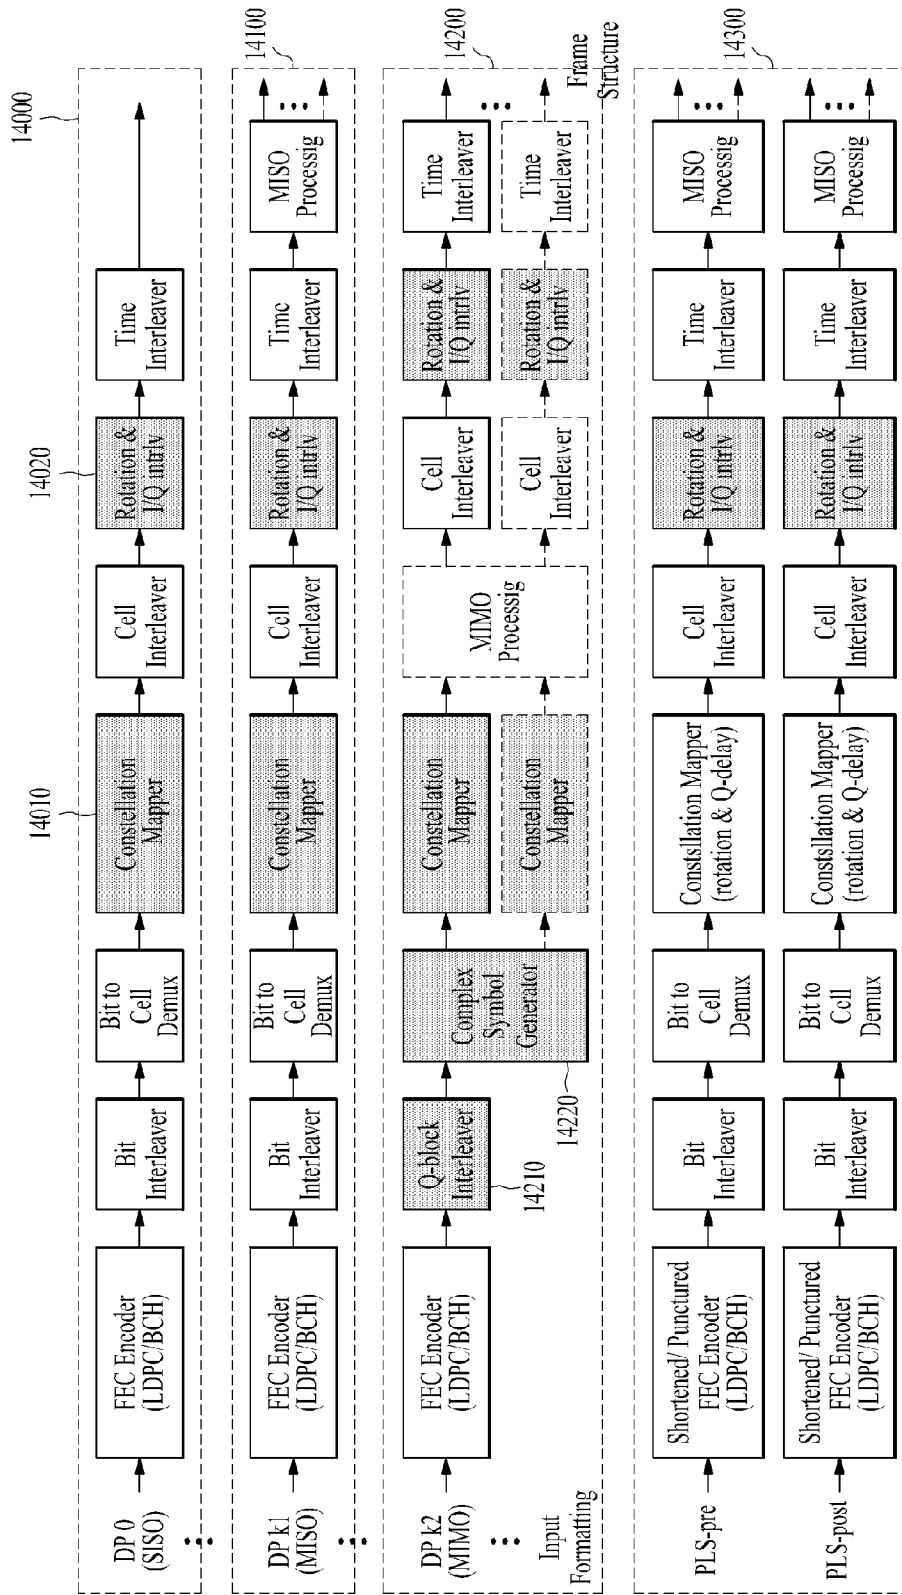 14000
DP 0
(SISO)
FEC Encoder
(LDPC/BCH)
Bit
Interleaver
Bit to
Cell
Demux
14010
Constellation
Mapper
Cell
Interleaver
14020
Rotation &
I/Q intrlv
Time
Interleaver
14100
DP k1
(MISO)
FEC Encoder
(LDPC/BCH)
Bit
Interleaver
Bit to
Cell
Demux
Constellation
Mapper
Cell
Interleaver
Rotation &
I/Q intrlv
Time
Interleaver
MISO
Processig
14200
DP k2
(MIMO)
FEC Encoder
(LDPC/BCH)
Q-block
Interleaver
14210
Complex
Symbol
Generator
14220
Constellation
Mapper
Constellation
Mapper
MIMO
Processig
Cell
Interleaver
Cell
Interleaver
Rotation &
I/Q intrlv
Rotation &
I/Q intrlv
Time
Interleaver
Time
Interleaver
Input
Formatting
Frame
Structure
14300
PLS-pre
Shortened/ Punctured
FEC Encoder
(LDPC/BCH)
Bit
Interleaver
Bit to
Cell
Demux
Constsllation Mapper
(rotation & Q-delay)
Cell
Interleaver
Rotation &
I/Q intrlv
Time
Interleaver
MISO
Processig
PLS-post
Shortened/ Punctured
FEC Encoder
(LDPC/BCH)
Bit
Interleaver
Bit to
Cell
Demux
Constsllation Mapper
(rotation & Q-delay)
Cell
Interleaver
Rotation &
I/Q intrlv
Time
Interleaver
MISO
Processig